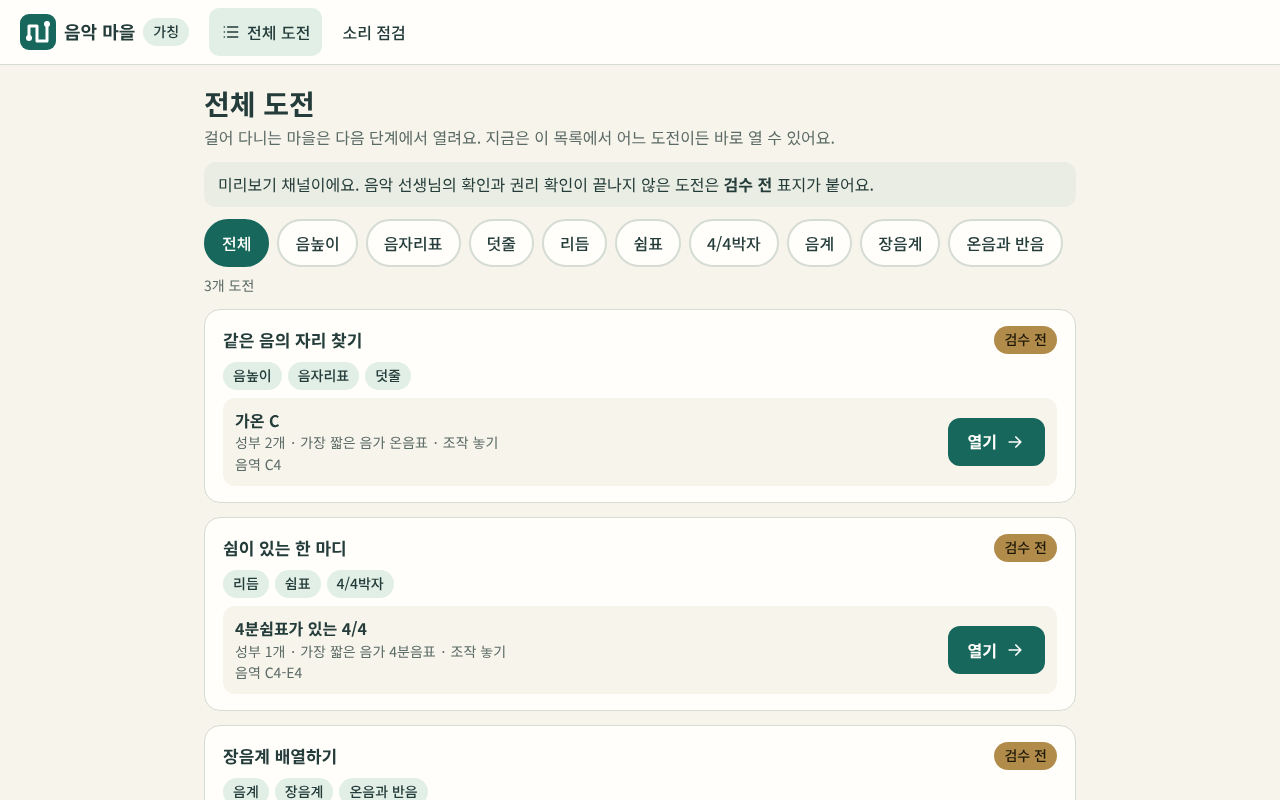 음악 마을 가칭 전체 도전 소리 점검
전체 도전
걸어 다니는 마을은 다음 단계에서 열려요. 지금은 이 목록에서 어느 도전이든 바로 열 수 있어요.
미리보기 채널이에요. 음악 선생님의 확인과 권리 확인이 끝나지 않은 도전은 검수 전 표지가 붙어요.
전체 음높이 음자리표 덧줄 리듬 쉼표 4/4박자 음계 장음계 온음과 반음
3개 도전
같은 음의 자리 찾기 검수 전
음높이 음자리표 덧줄
가온 C
성부 2개 · 가장 짧은 음가 온음표 · 조작 놓기
음역 C4
열기
쉼이 있는 한 마디 검수 전
리듬 쉼표 4/4박자
4분쉼표가 있는 4/4
성부 1개 · 가장 짧은 음가 4분음표 · 조작 놓기
음역 C4-E4
열기
장음계 배열하기 검수 전
음계 장음계 온음과 반음